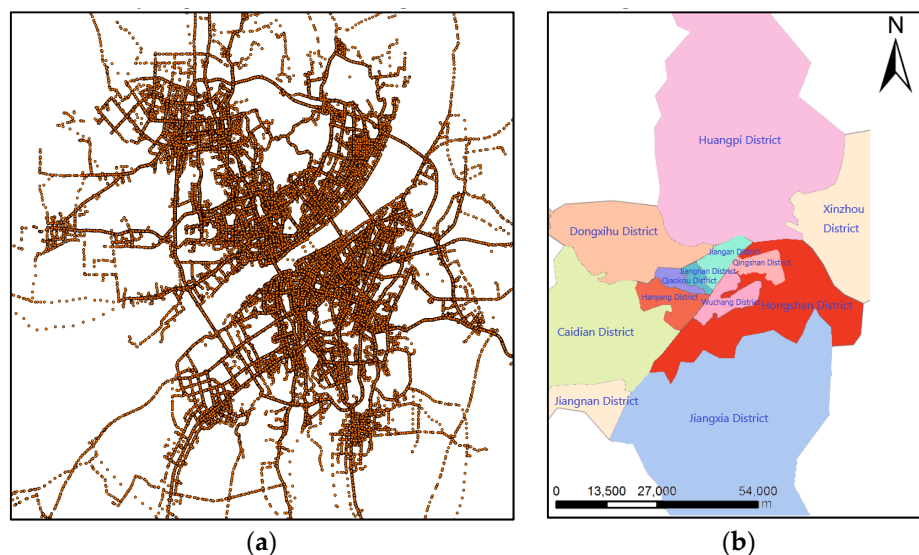 N
Huangpi District
Xinzhou
District
Dongxihu District
Jiangan District
Qingshan District
Jianghan District
Qiaokou District
Hanyang District
Wuchang District
Hongshan District
Caidian District
Jiangnan District
Jiangxia District
0 13,500 27,000 54,000
m
(a) (b)